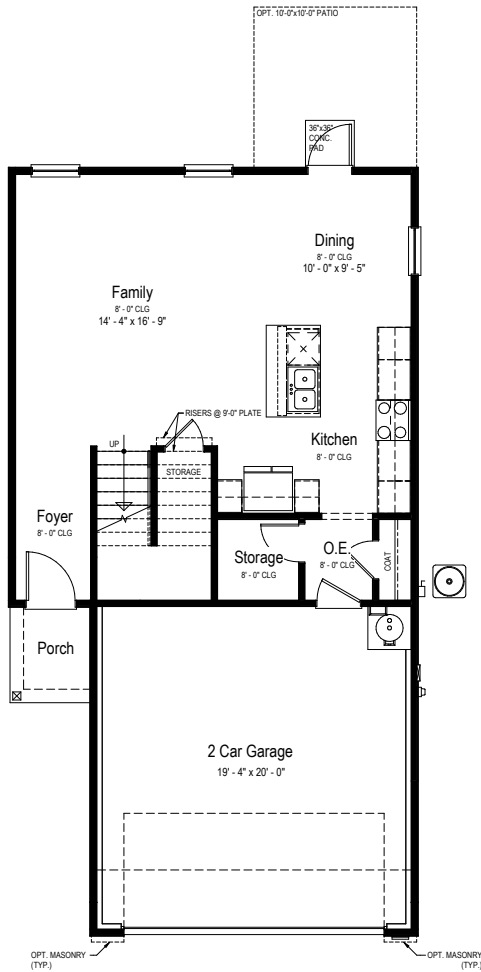 OPT. 10'-0"x10'-0" PATIO
36"x36"
CONC.
PAD
Dining
8' - 0" CLG
10' - 0" x 9' - 5"
Family
8' - 0" CLG
14' - 4" x 16' - 9"
RISERS @ 9'-0" PLATE
Kitchen
8' - 0" CLG
UP
STORAGE
Foyer
8' - 0" CLG
Storage
8' - 0" CLG
O.E.
8' - 0" CLG
COAT
Porch
2 Car Garage
19' - 4" x 20' - 0"
OPT. MASONRY
(TYP.)
OPT. MASONRY
(TYP.)